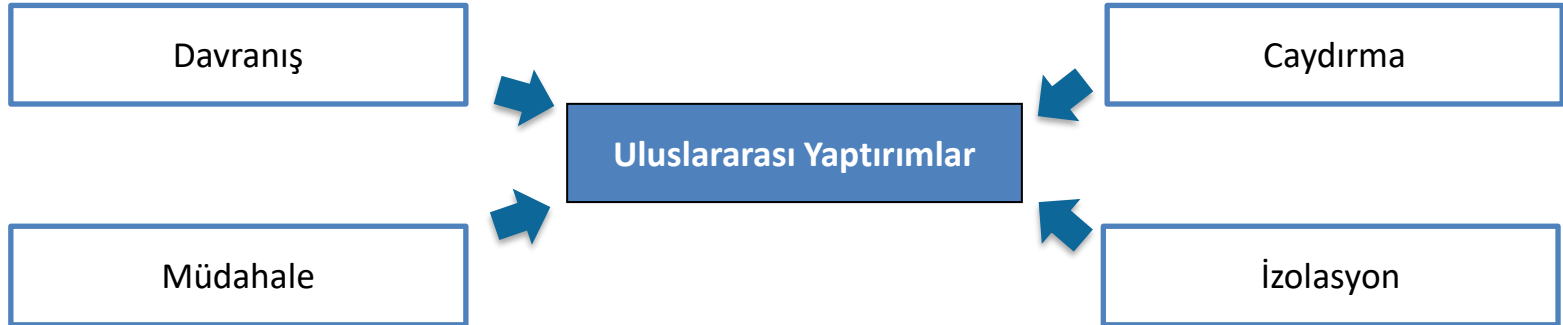 Davranış
Caydırma
Uluslararası Yaptırımlar
Müdahale
İzolasyon